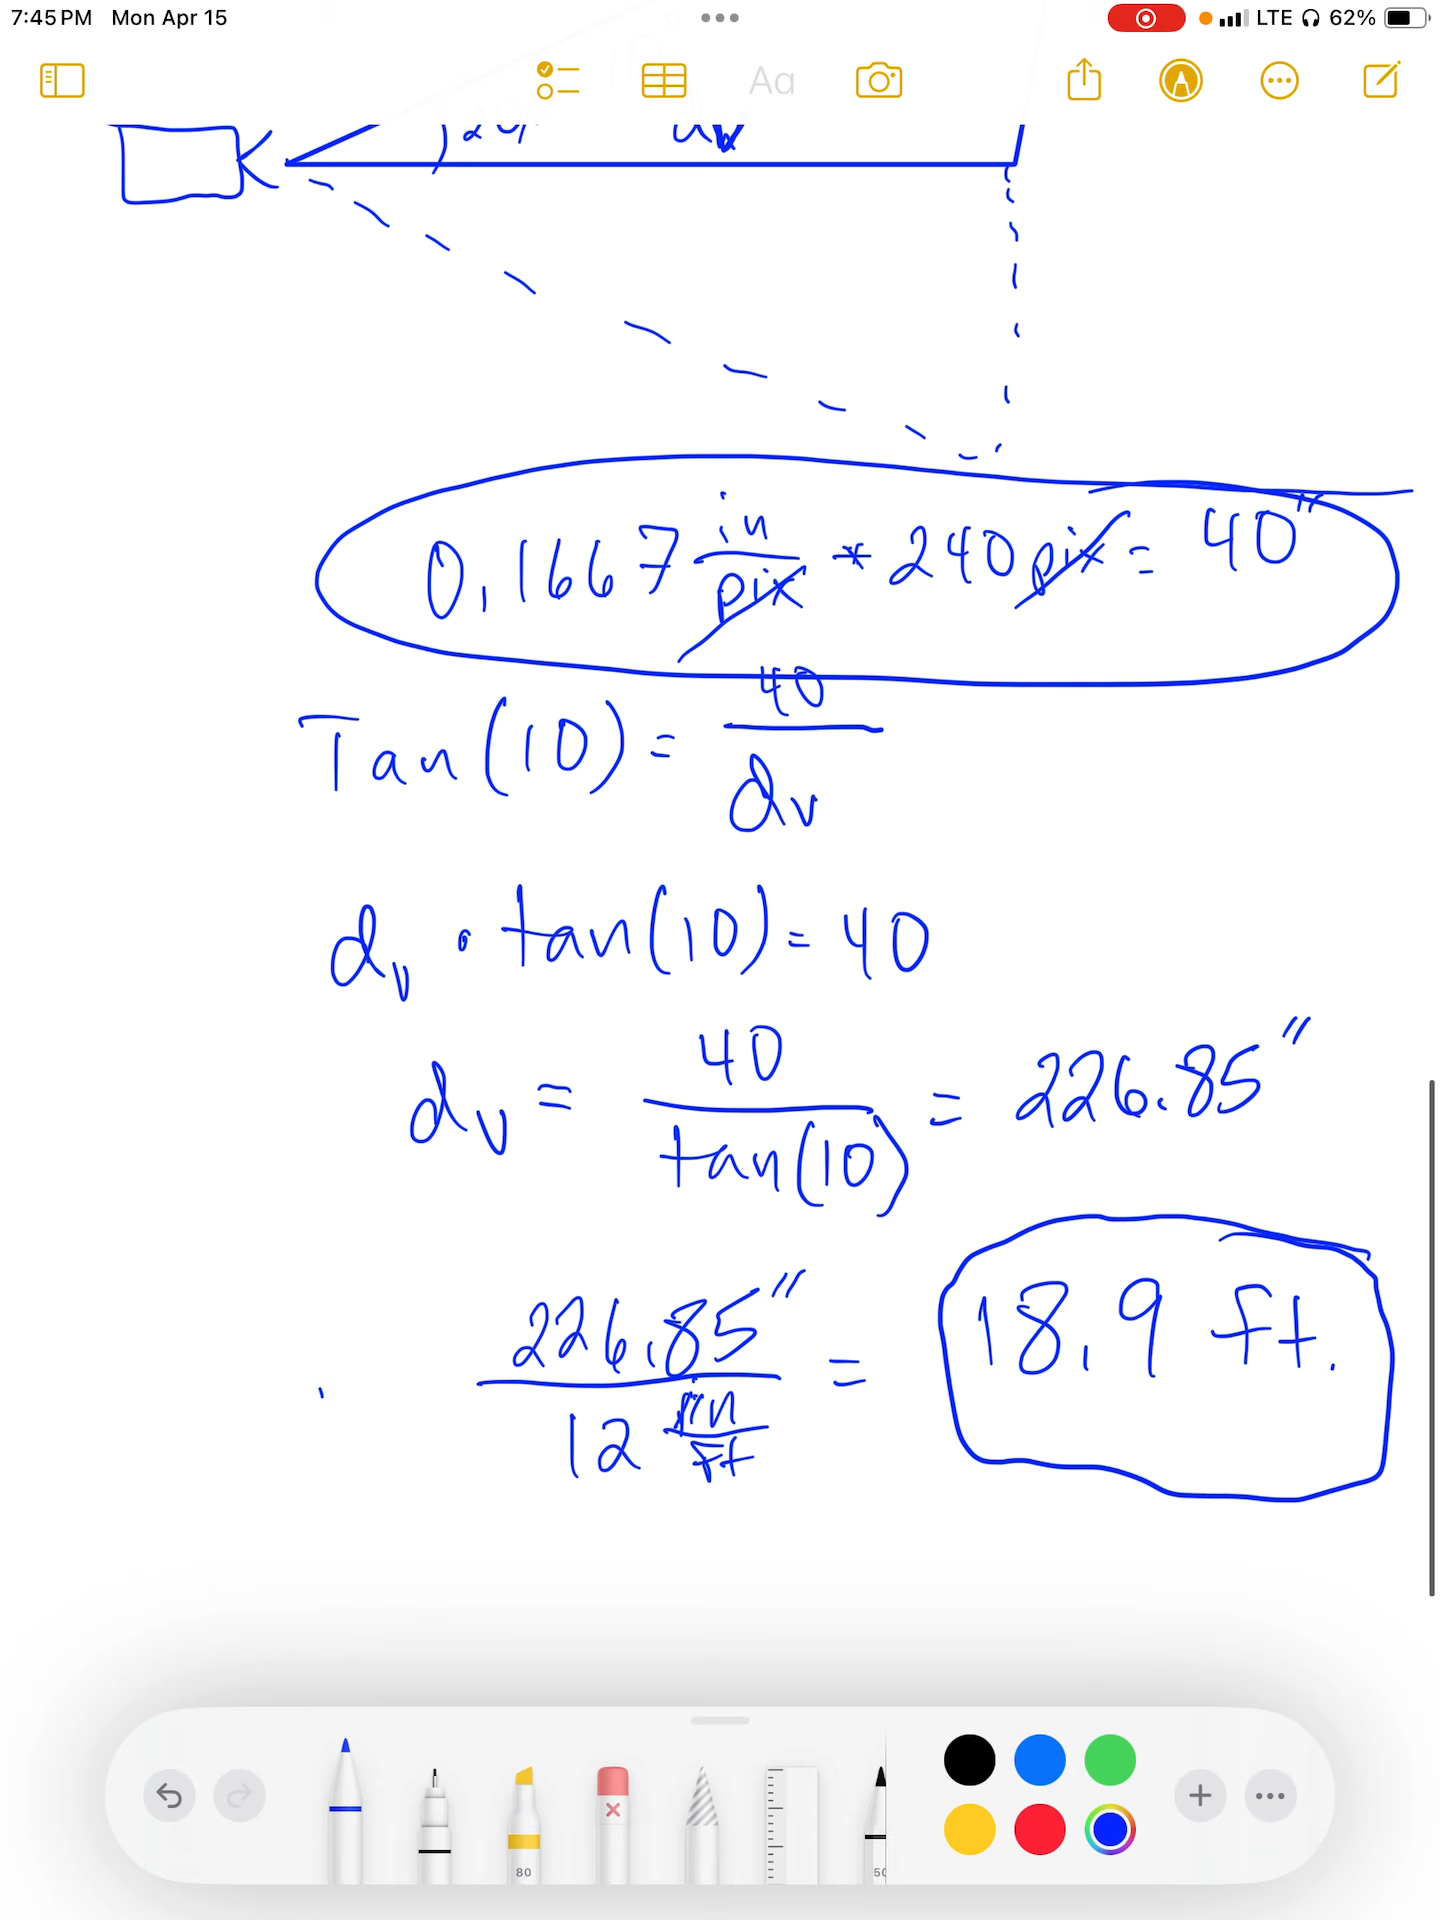 7:45 PM Mon Apr 15 LTE 62%
Aa
0.1667 in/pix * 240 pix = 40"
Tan(10) = 40/dv
dv · tan(10) = 40
dv = 40/tan(10) = 226.85"
226.85"/12 in/ft = 18.9 ft.
80 50